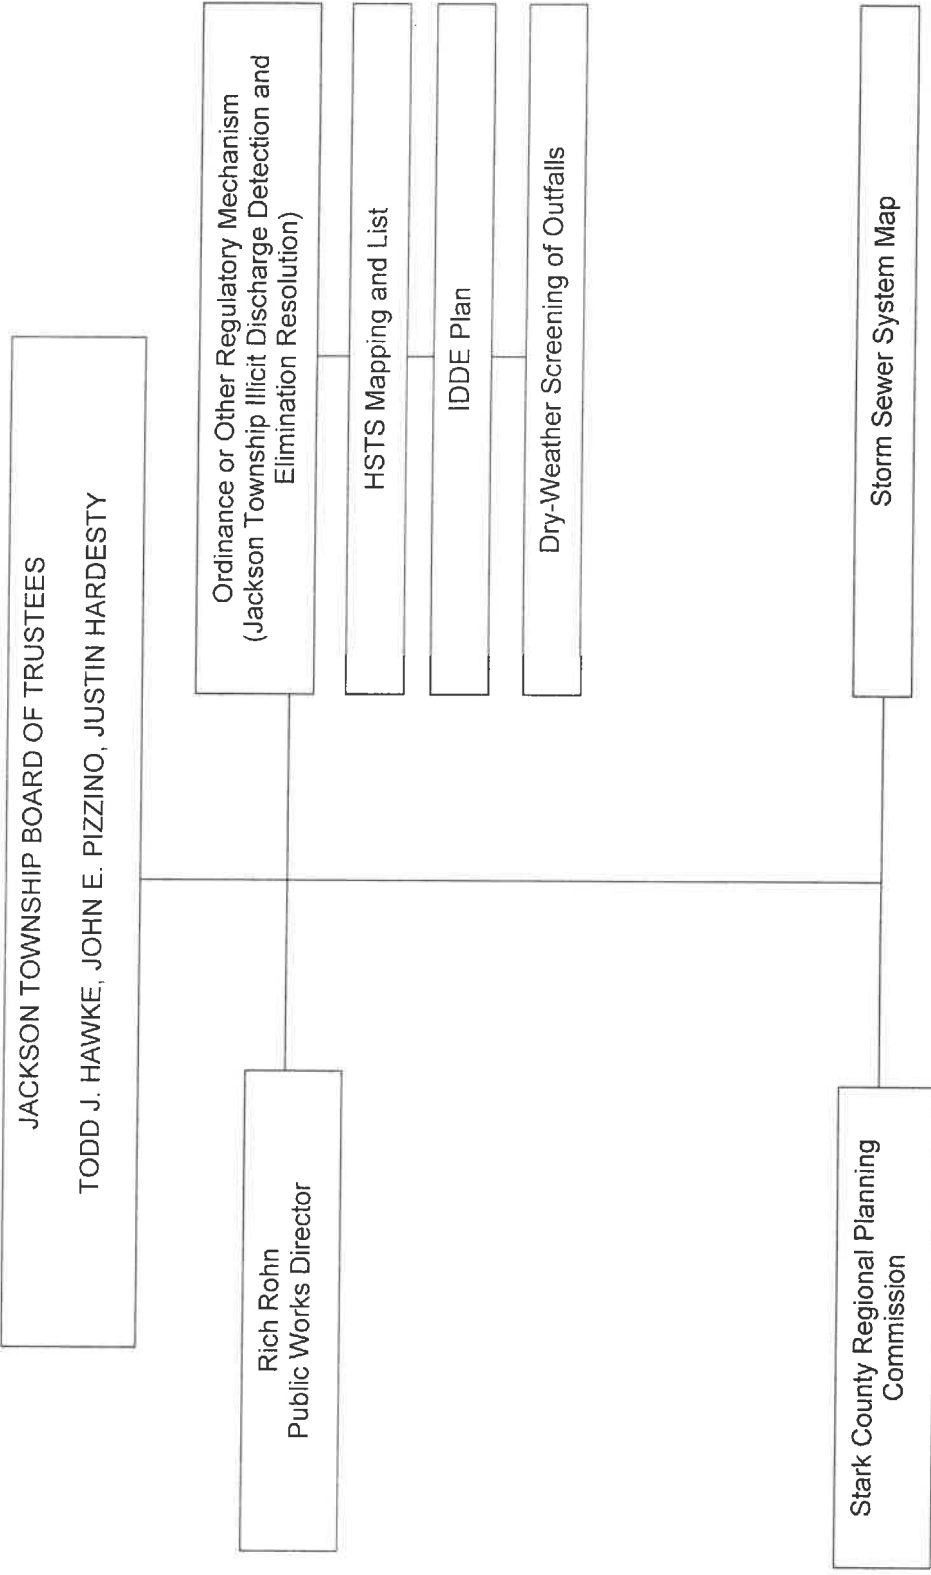 JACKSON TOWNSHIP BOARD OF TRUSTEES
TODD J. HAWKE, JOHN E. PIZZINO, JUSTIN HARDESTY
Rich Rohn
Public Works Director
Ordinance or Other Regulatory Mechanism
(Jackson Township Illicit Discharge Detection and
Elimination Resolution)
HSTS Mapping and List
IDDE Plan
Dry-Weather Screening of Outfalls
Stark County Regional Planning
Commission
Storm Sewer System Map